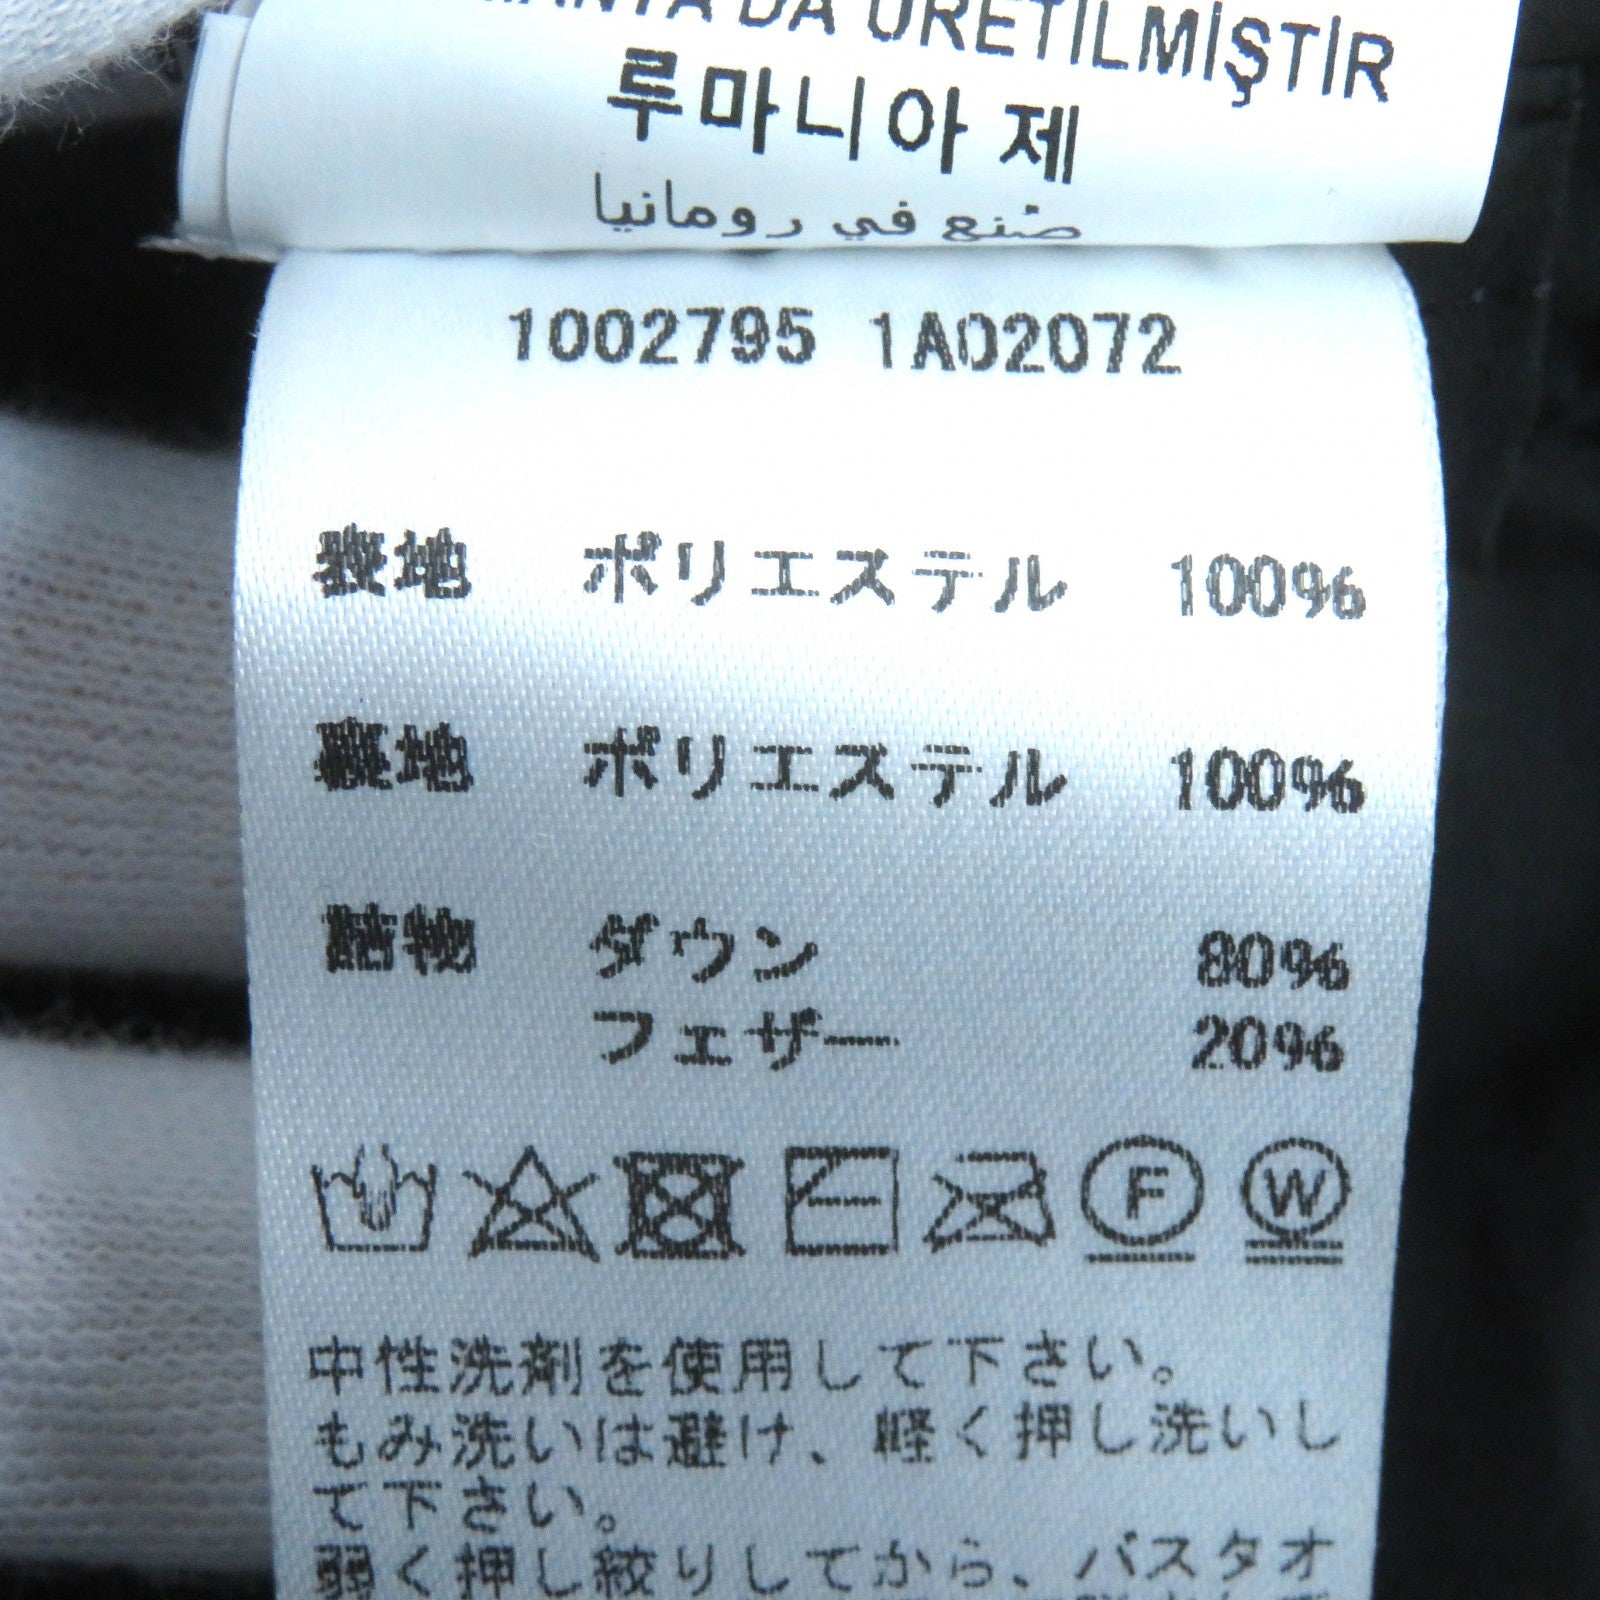 ÜRETİLMİŞTİR
루마니아 제
صنع في رومانيا
1002795 1A02072
表地 ポリエステル 100%
裏地 ポリエステル 100%
詰物 ダウン 80%
フェザー 20%
F W
中性洗剤を使用して下さい。
もみ洗いは避け、軽く押し洗いし
て下さい。
弱く押し絞りしてから、バスタオ